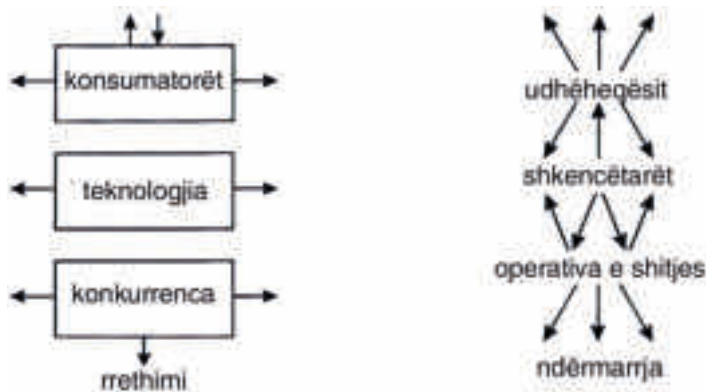 konsumatorët
teknologjia
konkurrenca
rrethimi
udhëheqësit
shkencëtarët
operativa e shitjes
ndërmarrja